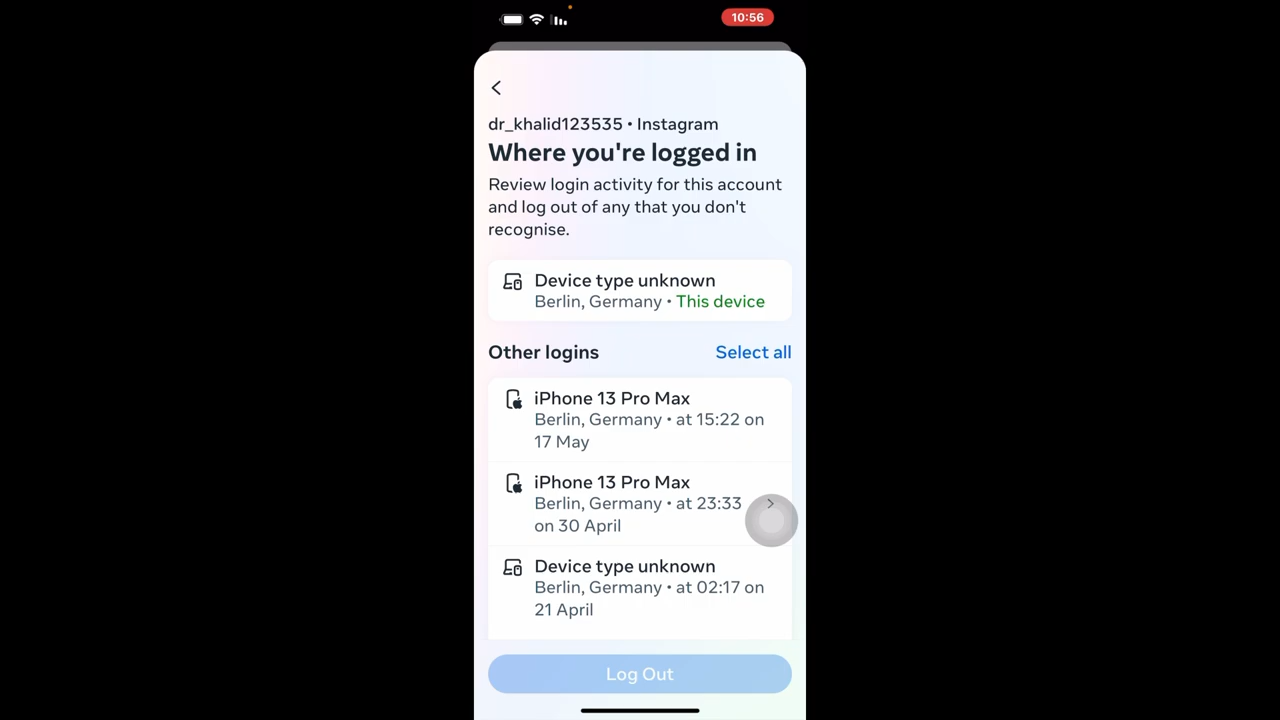 10:56
dr_khalid123535 • Instagram
Where you're logged in
Review login activity for this account
and log out of any that you don't
recognise.
Device type unknown
Berlin, Germany • This device
Other logins
Select all
iPhone 13 Pro Max
Berlin, Germany • at 15:22 on
17 May
iPhone 13 Pro Max
Berlin, Germany • at 23:33
on 30 April
Device type unknown
Berlin, Germany • at 02:17 on
21 April
Log Out